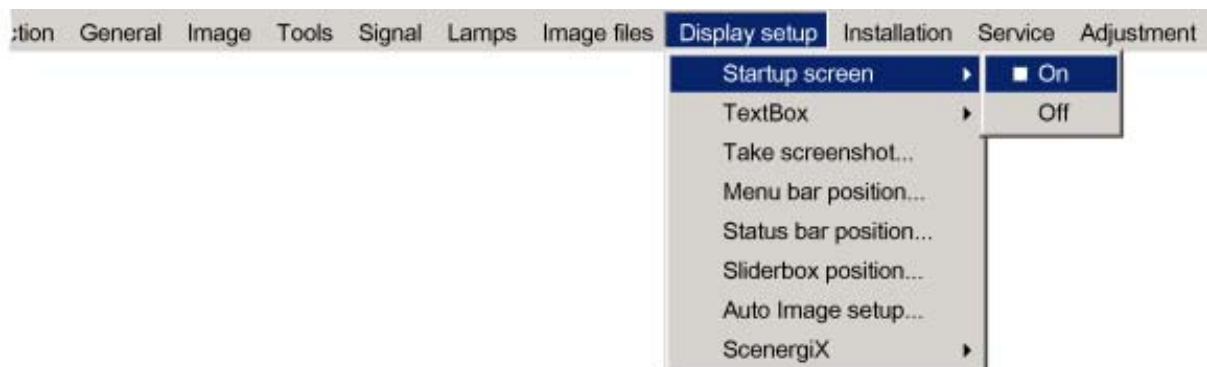 ction General Image Tools Signal Lamps Image files Display setup Installation Service Adjustment
Startup screen On
TextBox Off
Take screenshot...
Menu bar position...
Status bar position...
Sliderbox position...
Auto Image setup...
ScenergiX